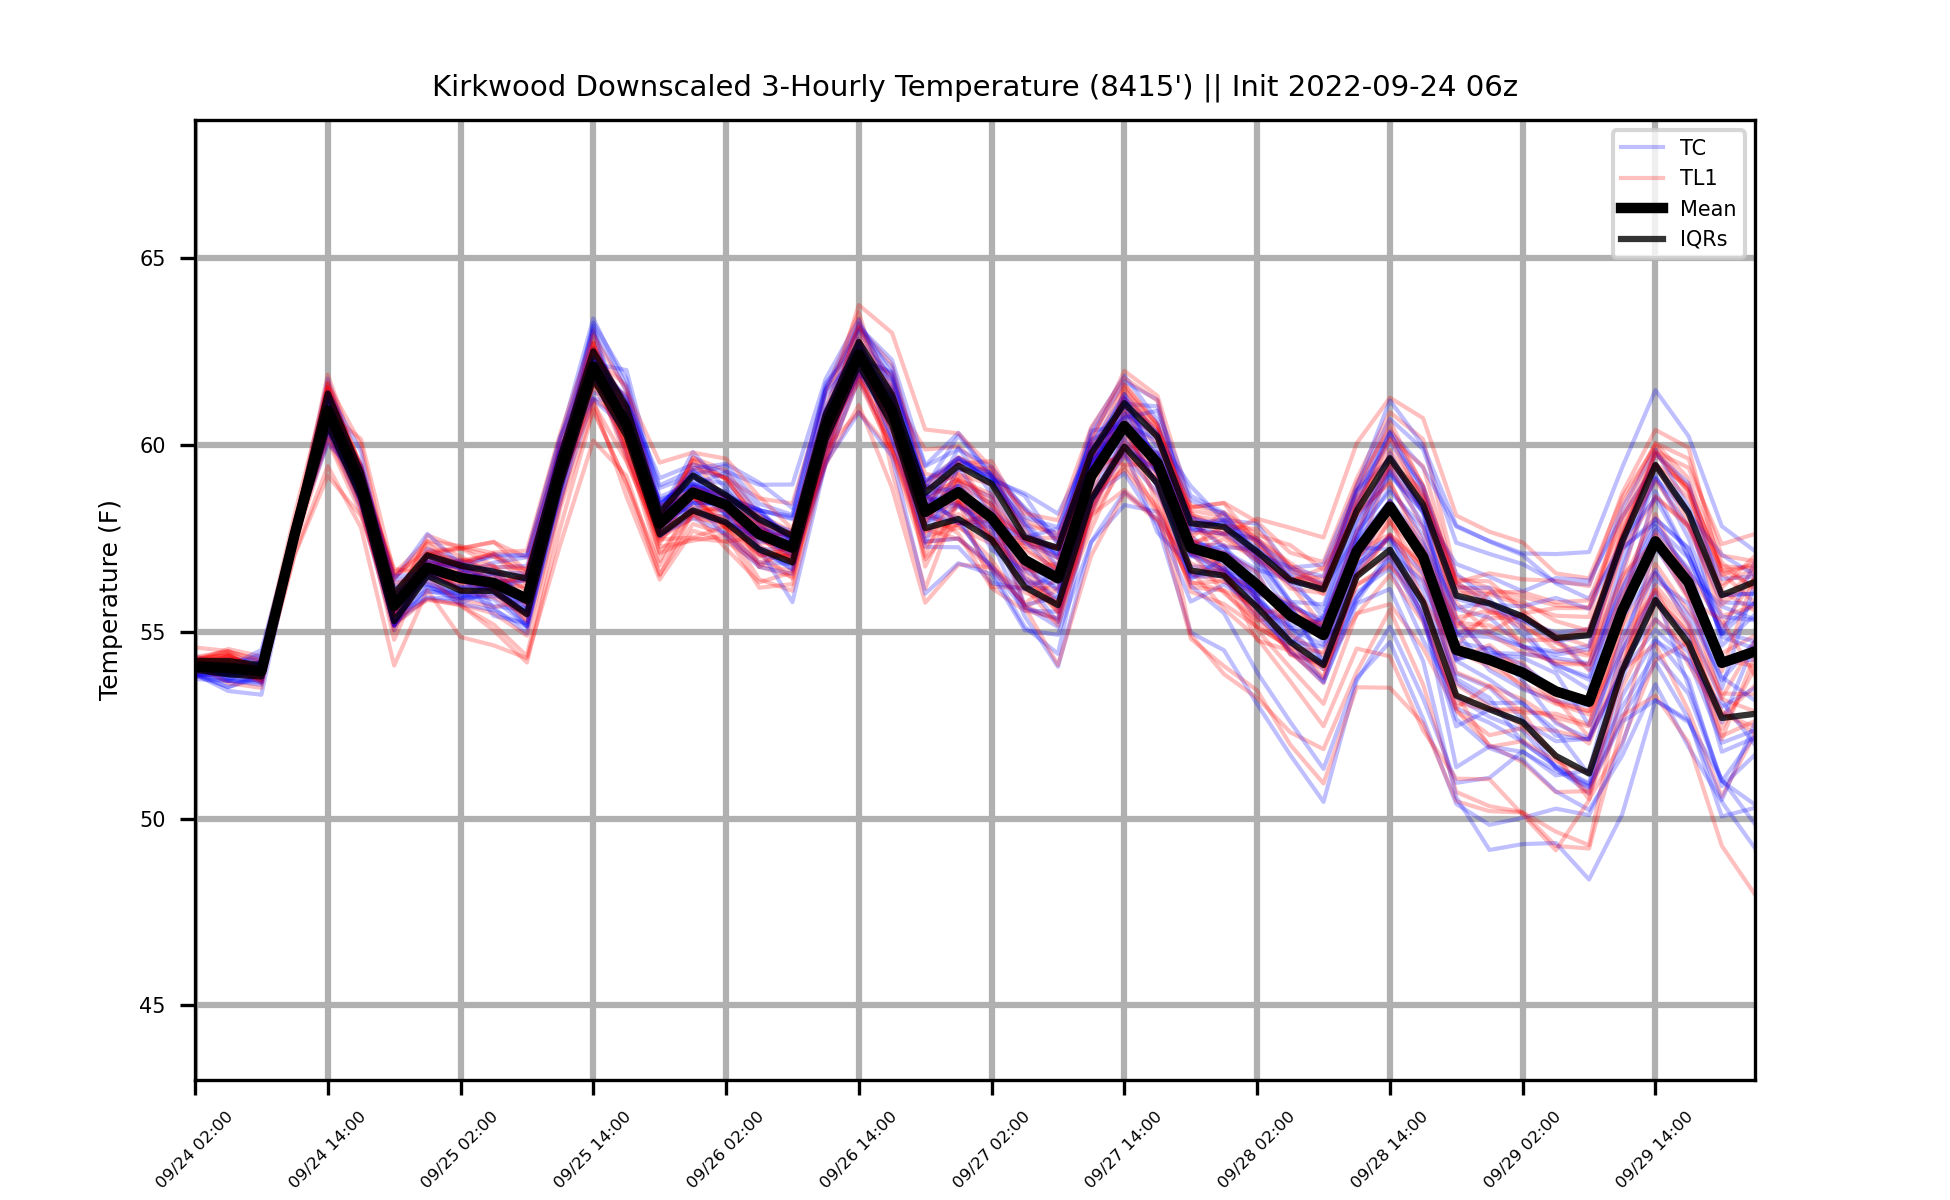 Kirkwood Downscaled 3-Hourly Temperature (8415') || Init 2022-09-24 06z
TC
TL1
Mean
IQRs
Temperature (F)
65
60
55
50
45
09/24 02:00
09/24 14:00
09/25 02:00
09/25 14:00
09/26 02:00
09/26 14:00
09/27 02:00
09/27 14:00
09/28 02:00
09/28 14:00
09/29 02:00
09/29 14:00